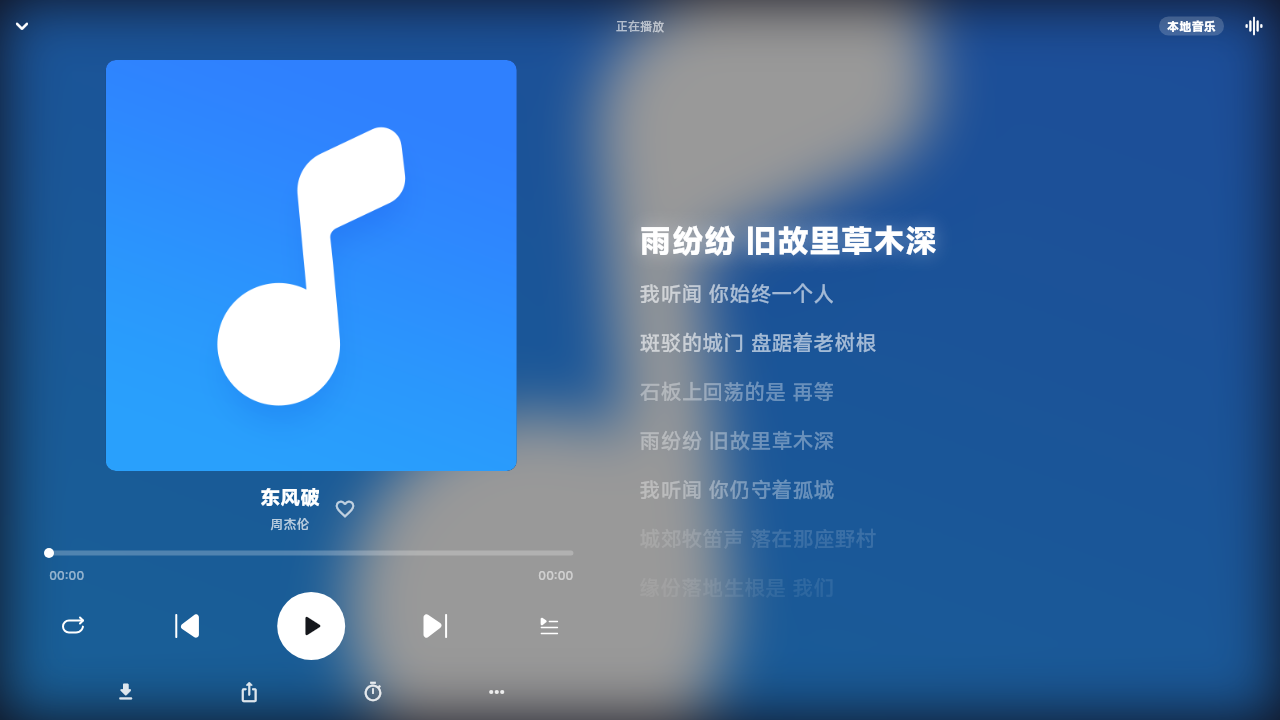 正在播放
本地音乐
雨纷纷 旧故里草木深
我听闻 你始终一个人
斑驳的城门 盘踞着老树根
石板上回荡的是 再等
雨纷纷 旧故里草木深
我听闻 你仍守着孤城
城郊牧笛声 落在那座野村
缘份落地生根是 我们
东风破
周杰伦
00:00
00:00